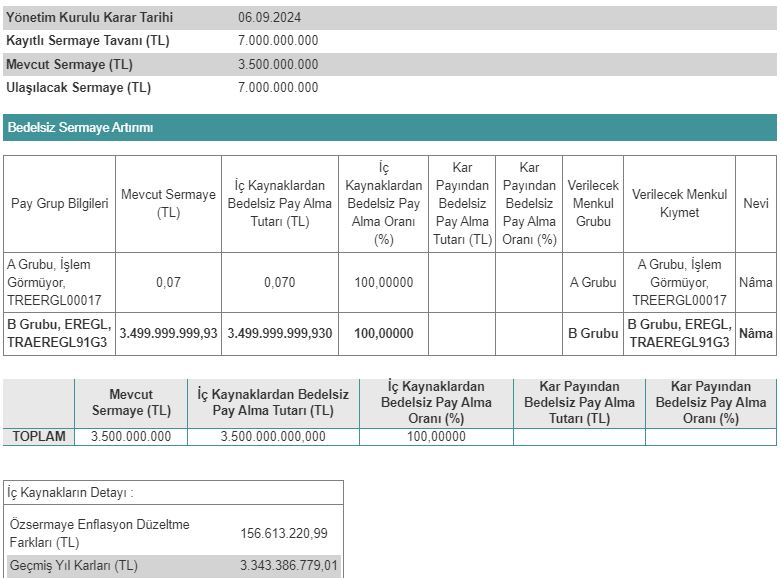 Yönetim Kurulu Karar Tarihi 06.09.2024
Kayıtlı Sermaye Tavanı (TL) 7.000.000.000
Mevcut Sermaye (TL) 3.500.000.000
Ulaşılacak Sermaye (TL) 7.000.000.000
Bedelsiz Sermaye Artırımı
Pay Grup Bilgileri
Mevcut Sermaye
(TL)
İç Kaynaklardan
Bedelsiz Pay Alma
Tutarı (TL)
İç
Kaynaklardan
Bedelsiz Pay
Alma Oranı
(%)
Kar
Payından
Bedelsiz
Pay Alma
Tutarı (TL)
Kar
Payından
Bedelsiz
Pay Alma
Oranı (%)
Verilecek
Menkul
Grubu
Verilecek Menkul
Kıymet
Nevi
A Grubu, İşlem
Görmüyor,
TREERGL00017
0,07
0,070
100,00000
A Grubu
A Grubu, İşlem
Görmüyor,
TREERGL00017
Nâma
B Grubu, EREGL,
TRAEREGL91G3
3.499.999.999,93
3.499.999.999,930
100,00000
B Grubu
B Grubu, EREGL,
TRAEREGL91G3
Nâma
Mevcut
Sermaye (TL)
İç Kaynaklardan Bedelsiz
Pay Alma Tutarı (TL)
İç Kaynaklardan
Bedelsiz Pay Alma
Oranı (%)
Kar Payından
Bedelsiz Pay Alma
Tutarı (TL)
Kar Payından
Bedelsiz Pay Alma
Oranı (%)
TOPLAM 3.500.000.000 3.500.000.000,000 100,00000
İç Kaynakların Detayı :
Özsermaye Enflasyon Düzeltme
Farkları (TL)
156.613.220,99
Geçmiş Yıl Karları (TL) 3.343.386.779,01